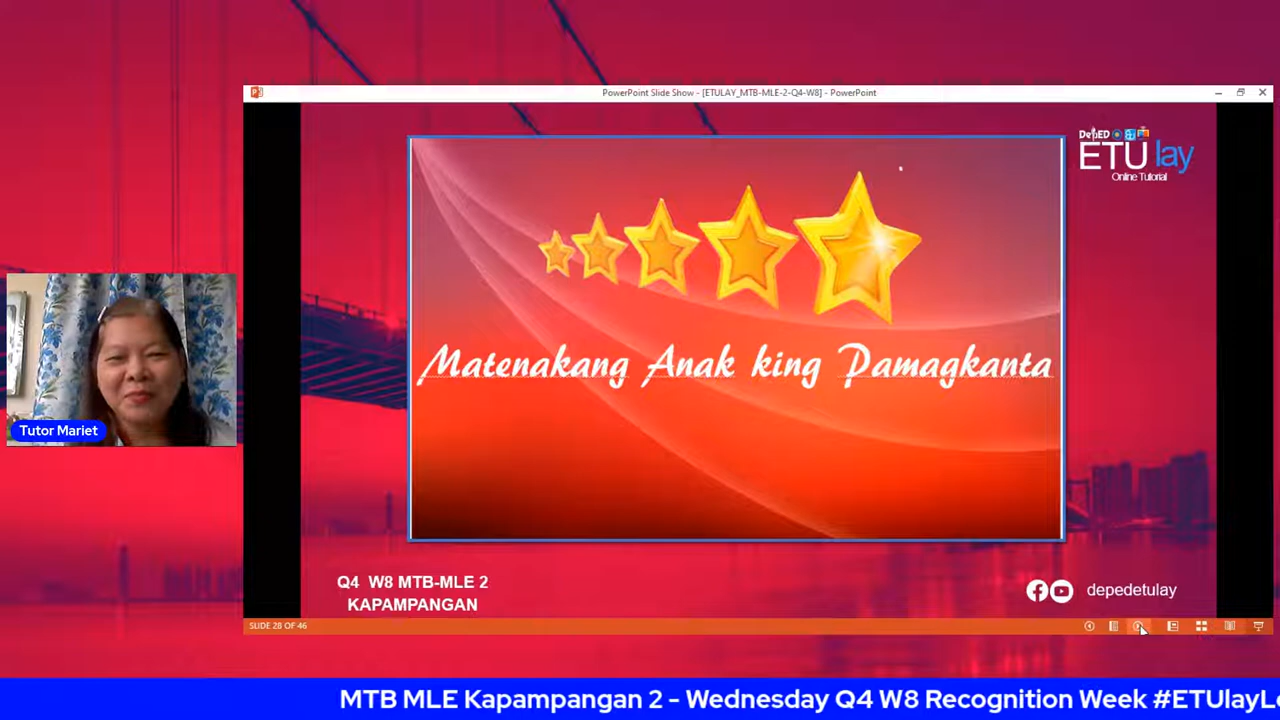 PowerPoint Slide Show - [ETULAY_MTB-MLE-2-Q4-W8] - PowerPoint
DepED
ETUlay
Online Tutorial
Matenakang Anak king Pamagkanta
Tutor Mariet
Q4 W8 MTB-MLE 2
KAPAMPANGAN
depedetulay
SLIDE 28 OF 46
MTB MLE Kapampangan 2 - Wednesday Q4 W8 Recognition Week #ETUlayL